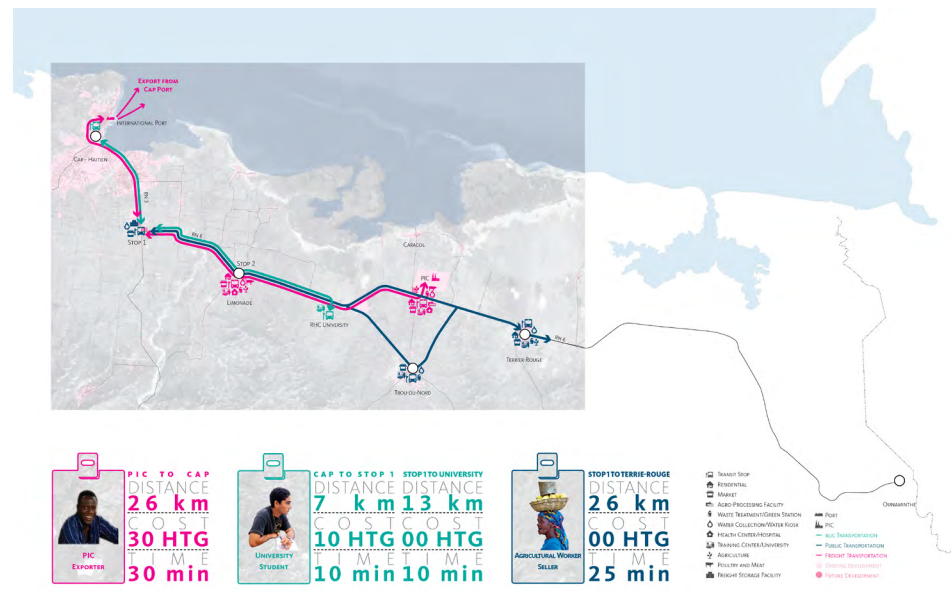 EXPORT FROM
CAP PORT
INTERNATIONAL PORT
CAP- HAITIEN
RN 3
STOP 1
RN 6
STOP 2
LIMONADE
CARACOL
PIC
RHC UNIVERSITY
TERRIER-ROUGE
RN 6
TROU-DU-NORD
OUANAMINTHE
PIC TO CAP
DISTANCE
26 km
COST
30 HTG
TIME
30 min
PIC
EXPORTER
CAP TO STOP 1
DISTANCE
7 km
COST
10 HTG
TIME
10 min
STOP 1 TO UNIVERSITY
DISTANCE
13 km
COST
00 HTG
TIME
10 min
UNIVERSITY
STUDENT
STOP 1 TO TERRIE-ROUGE
DISTANCE
26 km
COST
00 HTG
TIME
25 min
AGRICULTURAL WORKER
SELLER
TRANSIT STOP
RESIDENTIAL
MARKET
AGRO-PROCESSING FACILITY
WASTE TREATMENT/GREEN STATION
WATER COLLECTION/WATER KIOSK
HEALTH CENTER/HOSPITAL
TRAINING CENTER/UNIVERSITY
AGRICULTURE
POULTRY AND MEAT
FREIGHT STORAGE FACILITY
PORT
PIC
BLIC TRANSPORTATION
PUBLIC TRANSPORTATION
FREIGHT TRANSPORTATION
EXISTING DEVELOPMENT
FUTURE DEVELOPMENT